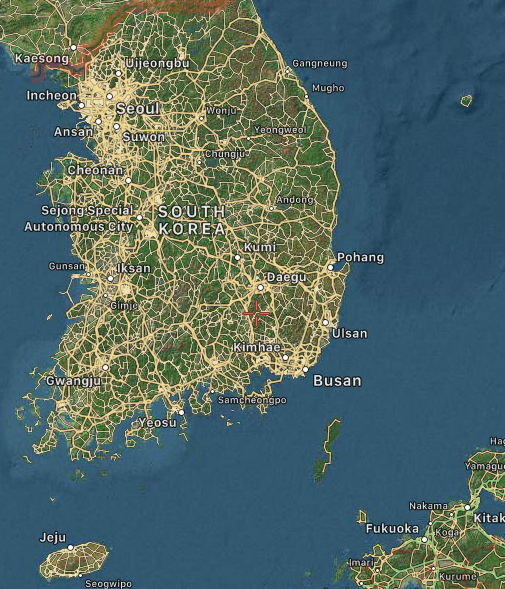 Gangneung
Kaesong
Uijeongbu
Mugho
Incheon
Seoul
Wonju
Ansan
Suwon
Yeongweol
Chungju
Cheonan
Andong
Sejong Special
Autonomous City
SOUTH
KOREA
Kumi
Pohang
Gunsan
Iksan
Daegu
Gimje
Ulsan
Kimhae
Gwangju
Busan
Samcheongpo
Yeosu
Hag
Yamagu
Nakama
Kitak
Fukuoka
Koga
Jeju
Imari
Kurume
Seogwipo